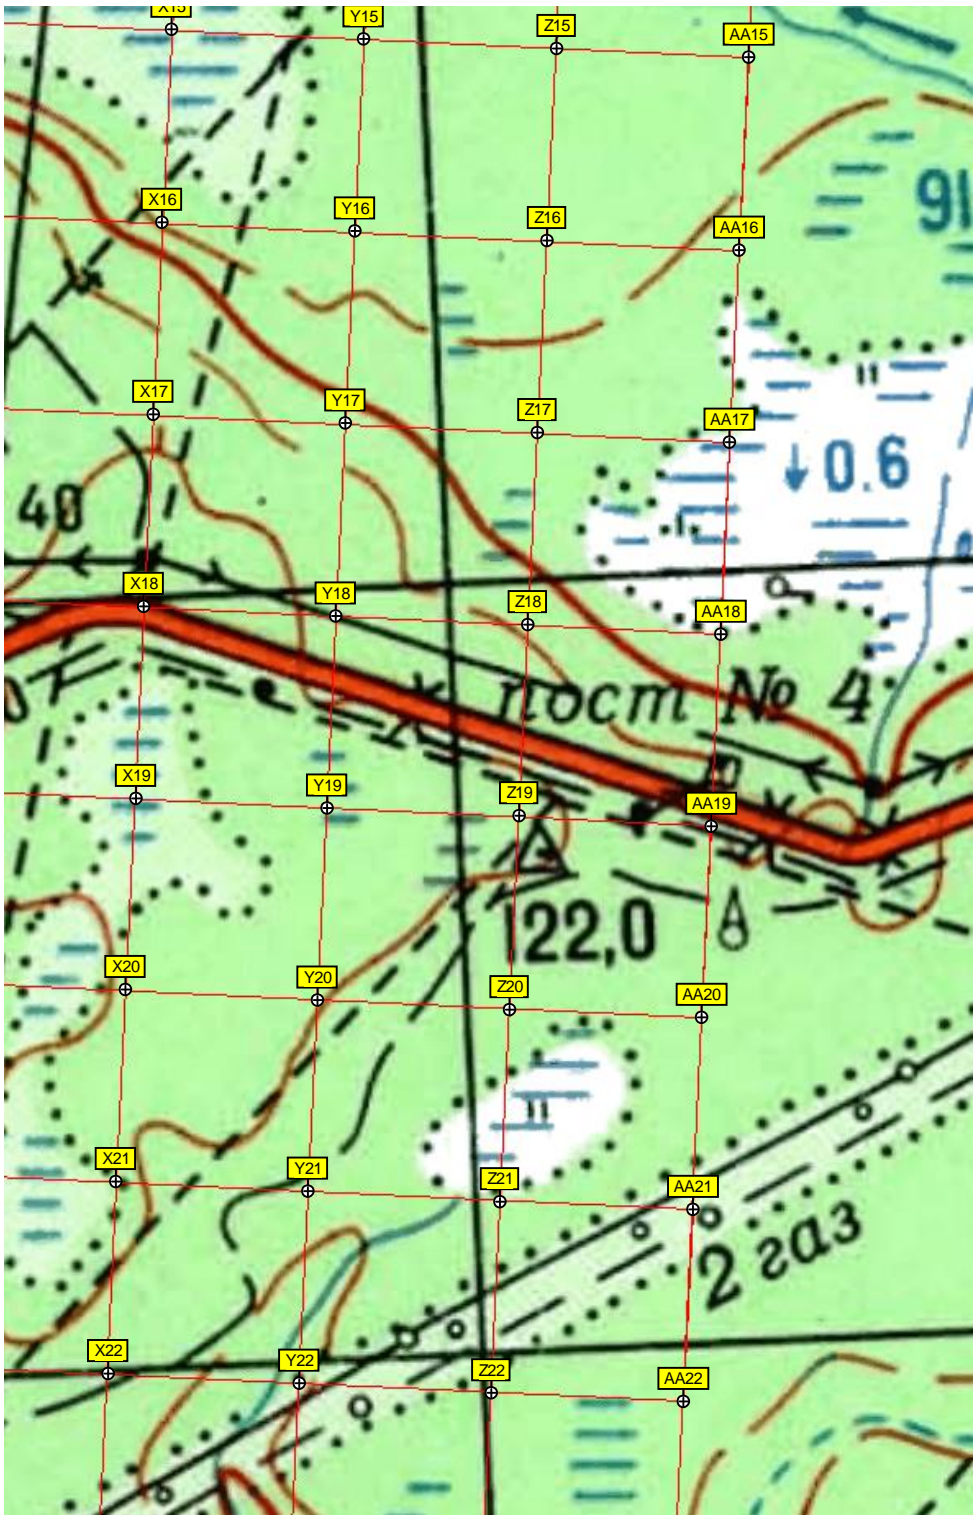 X15 Y15 Z15 AA15
X16 Y16 Z16 AA16
91
X17 Y17 Z17 AA17
0.6
40
X18 Y18 Z18 AA18
пост № 4
0
X19 Y19 Z19 AA19
122,0
X20 Y20 Z20 AA20
X21 Y21 Z21 AA21
2 газ
X22 Y22 Z22 AA22